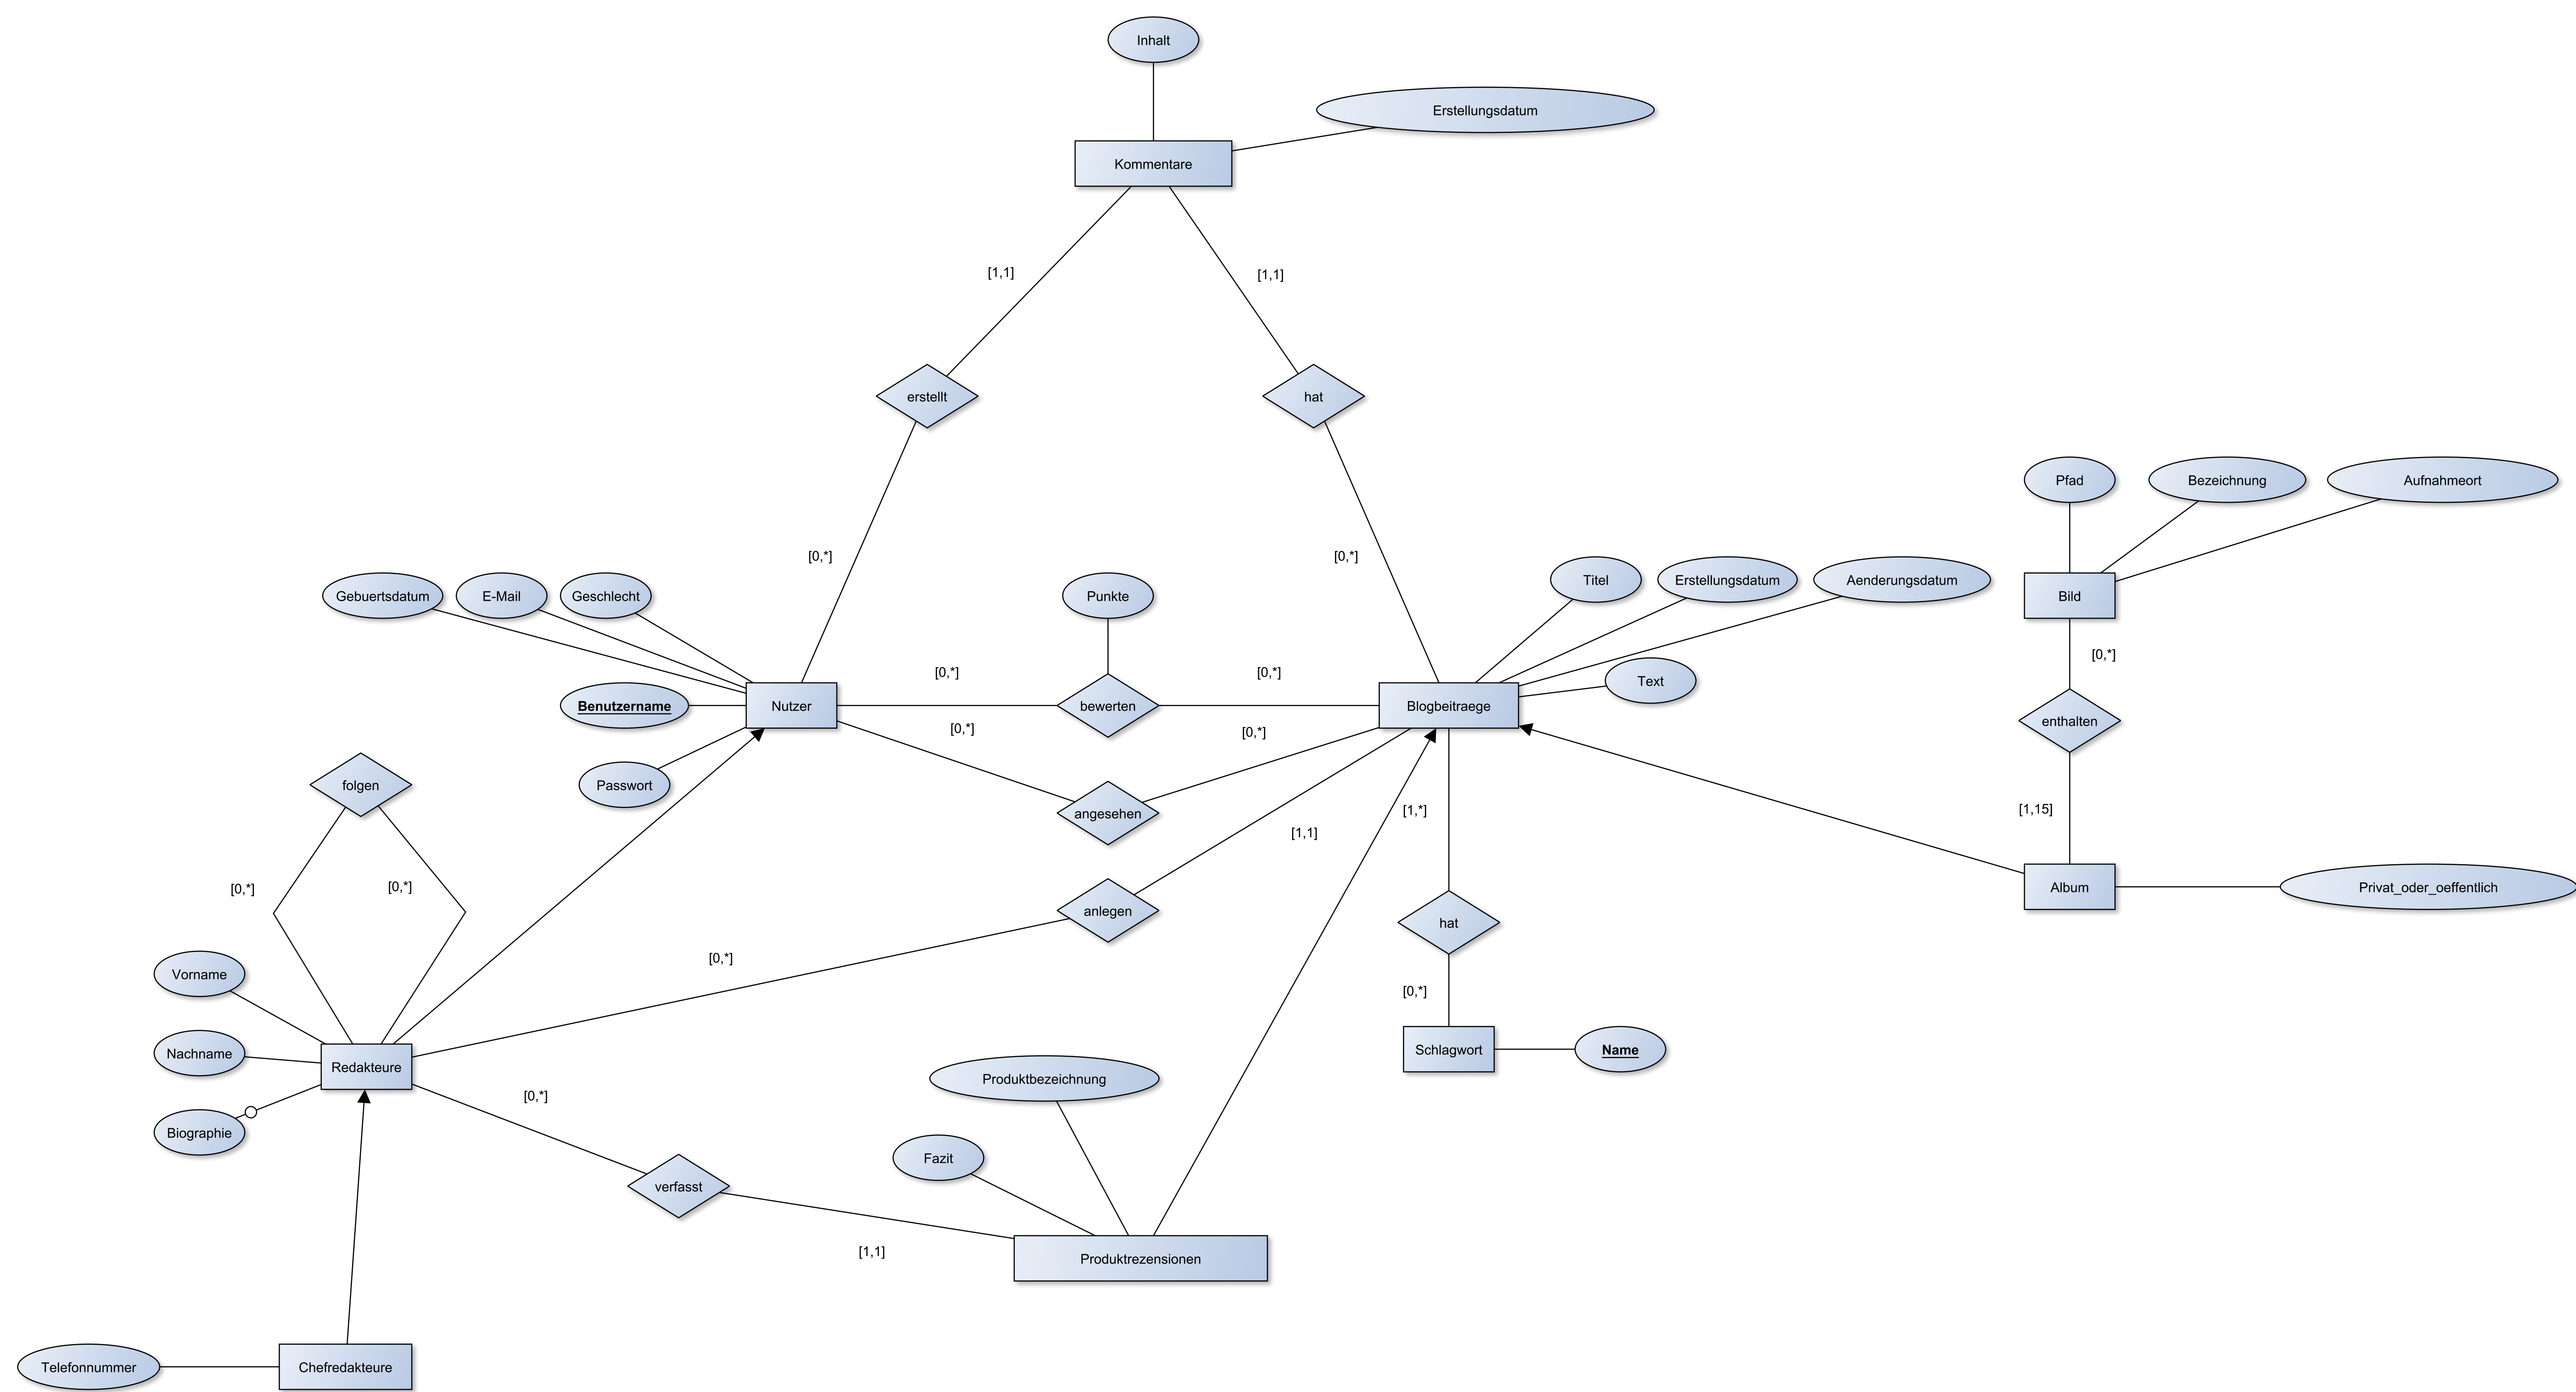 Inhalt
Erstellungsdatum
Kommentare
[1,1]
[1,1]
erstellt
hat
[0,*]
[0,*]
Pfad
Bezeichnung
Aufnahmeort
Gebuertsdatum
E-Mail
Geschlecht
Punkte
Titel
Erstellungsdatum
Aenderungsdatum
Bild
[0,*]
[0,*]
[0,*]
Text
Benutzername
Nutzer
bewerten
Blogbeitraege
enthalten
[0,*]
[0,*]
folgen
Passwort
angesehen
[1,*]
[1,15]
[1,1]
[0,*]
[0,*]
Album
Privat_oder_oeffentlich
anlegen
hat
[0,*]
Vorname
[0,*]
Nachname
Redakteure
Schlagwort
Name
Produktbezeichnung
[0,*]
Biographie
Fazit
verfasst
[1,1]
Produktrezensionen
Telefonnummer
Chefredakteure